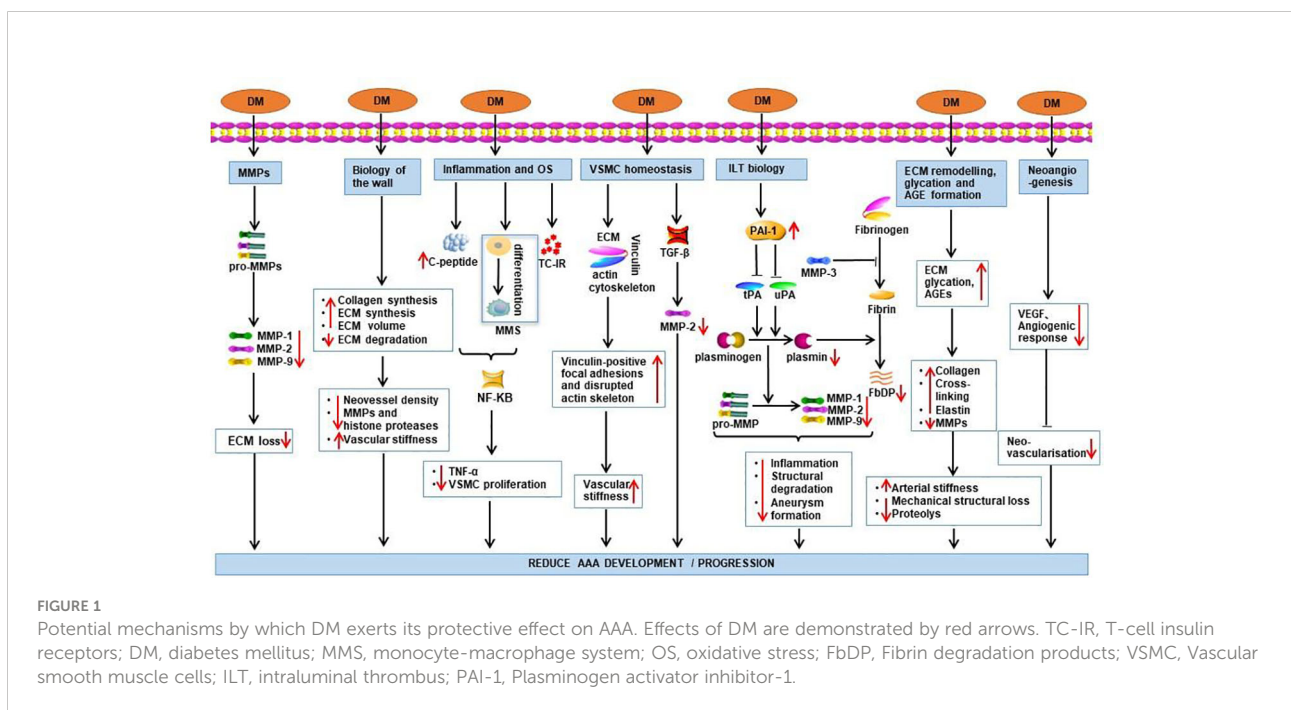 DM
DM
DM
DM
DM
DM
DM
MMPs
Biology of
the wall
Inflammation and OS
VSMC homeostasis
ILT biology
ECM remodelling,
glycation and
AGE formation
Neoangio
-genesis
pro-MMPs
MMP-1
MMP-2
MMP-9
ECM loss
• Collagen synthesis
• ECM synthesis
• ECM volume
• ECM degradation
• Neovessel density
• MMPs and
histone proteases
• Vascular stiffness
C-peptide
differentiation
MMS
TC-IR
NF-KB
• TNF-α
• VSMC proliferation
ECM
Vinculin
actin
cytoskeleton
Vinculin-positive
focal adhesions
and disrupted
actin skeleton
Vascular
stiffness
TGF-β
MMP-2
PAI-1
tPA
uPA
plasminogen
plasmin
pro-MMP
MMP-1
MMP-2
MMP-9
Fibrinogen
MMP-3
Fibrin
FbDP
• Inflammation
• Structural
degradation
• Aneurysm
formation
ECM
glycation,
AGEs
• Collagen
• Cross-
linking
• Elastin
• MMPs
• Arterial stiffness
• Mechanical structural loss
• Proteolys
VEGF、
Angiogenic
response
Neo-
vascularisation
REDUCE AAA DEVELOPMENT / PROGRESSION
FIGURE 1
Potential mechanisms by which DM exerts its protective effect on AAA. Effects of DM are demonstrated by red arrows. TC-IR, T-cell insulin
receptors; DM, diabetes mellitus; MMS, monocyte-macrophage system; OS, oxidative stress; FbDP, Fibrin degradation products; VSMC, Vascular
smooth muscle cells; ILT, intraluminal thrombus; PAI-1, Plasminogen activator inhibitor-1.